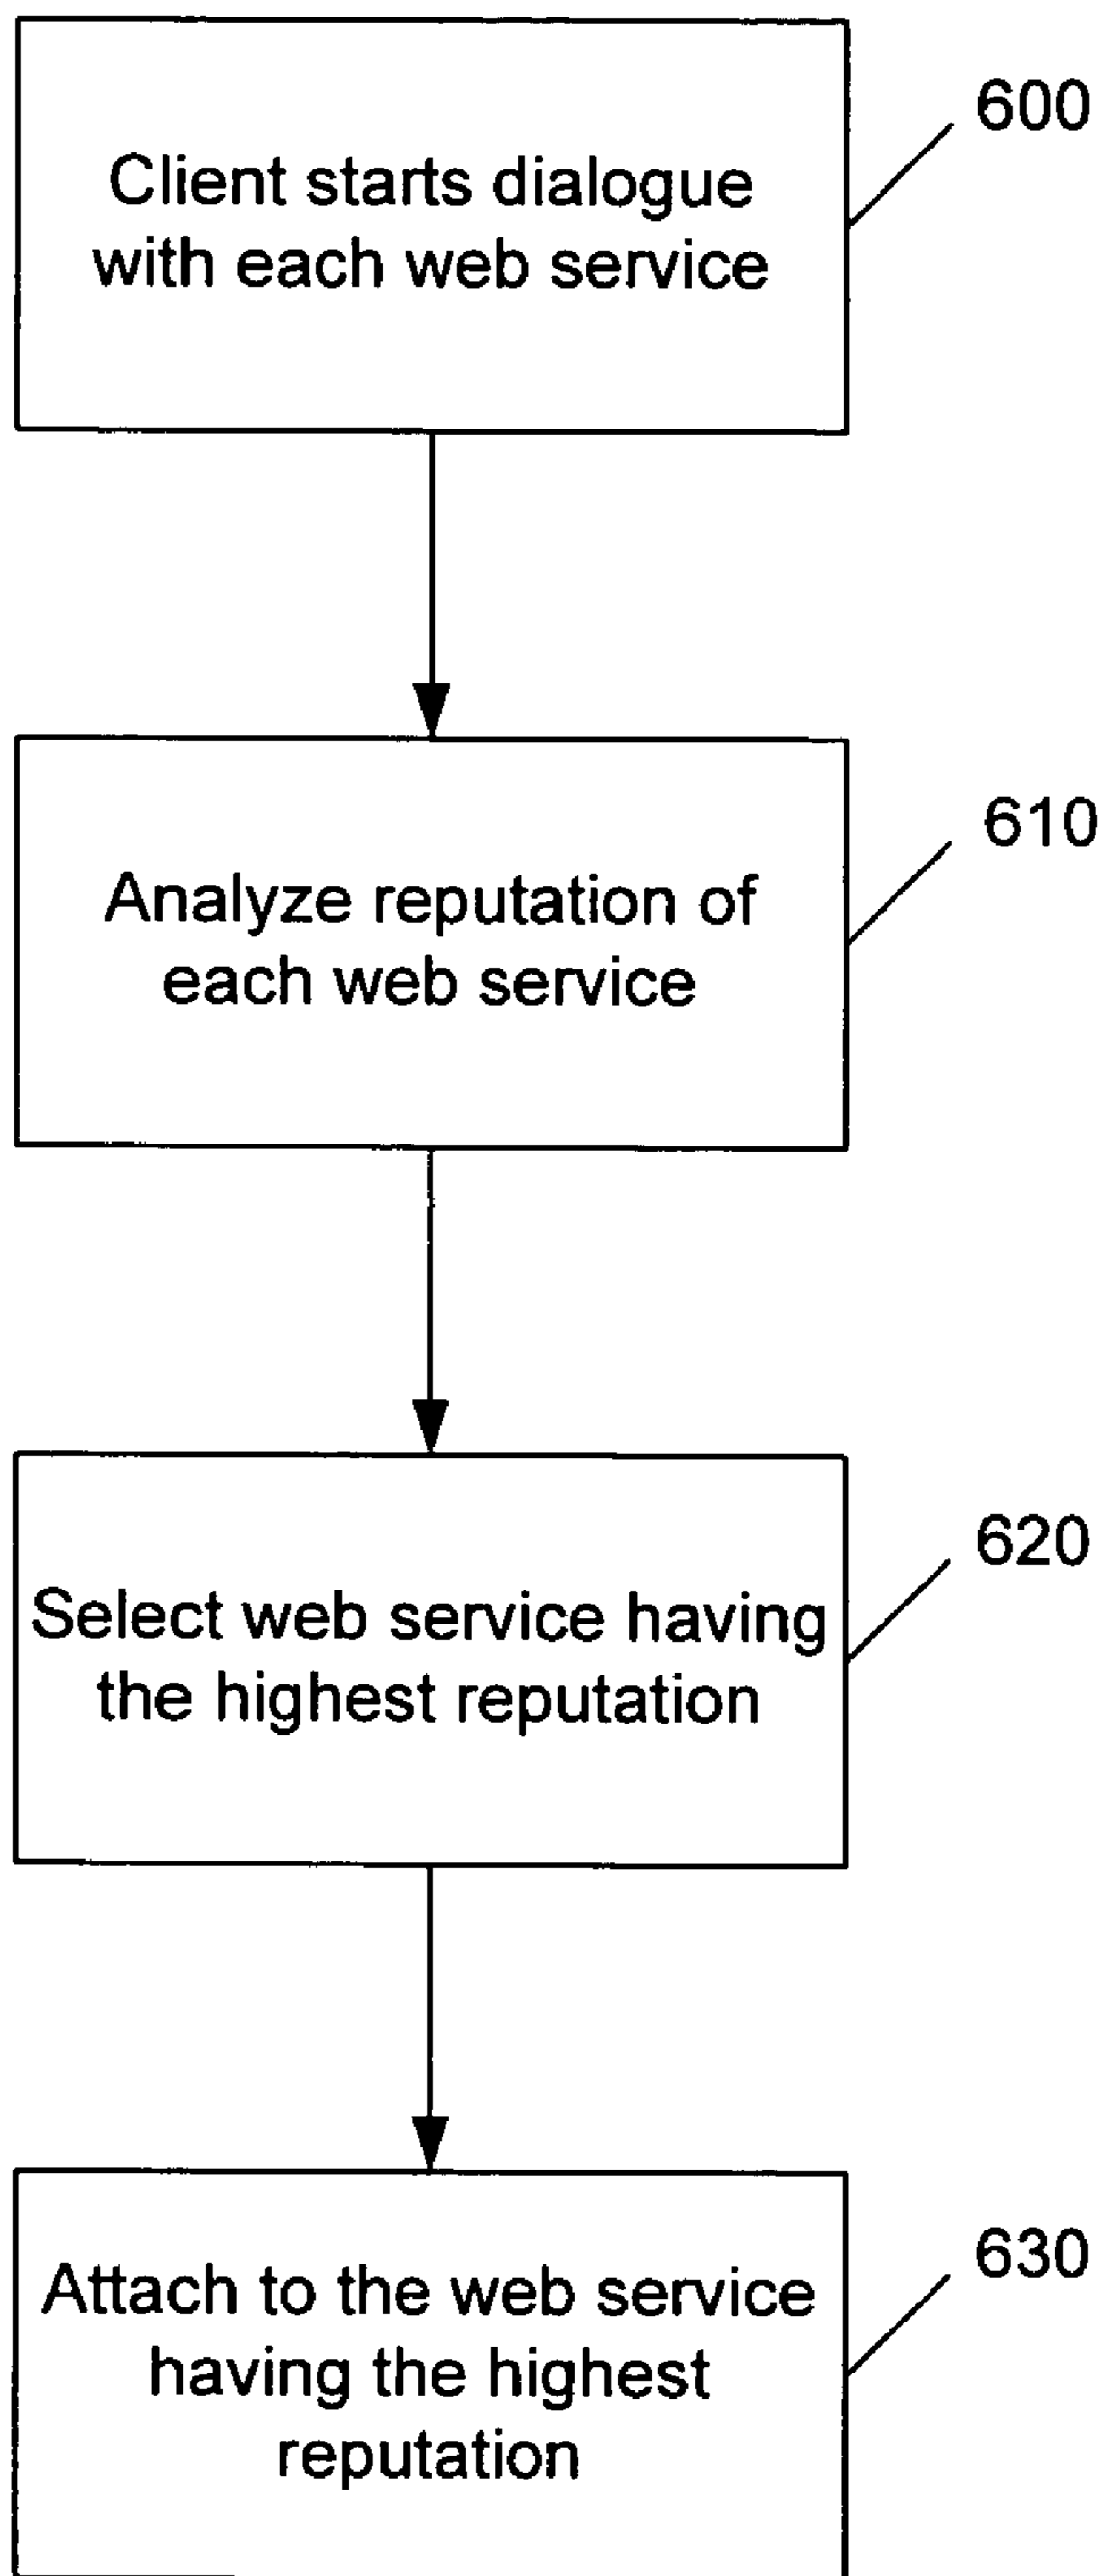 600
Client starts dialogue
with each web service
610
Analyze reputation of
each web service
620
Select web service having
the highest reputation
630
Attach to the web service
having the highest
reputation